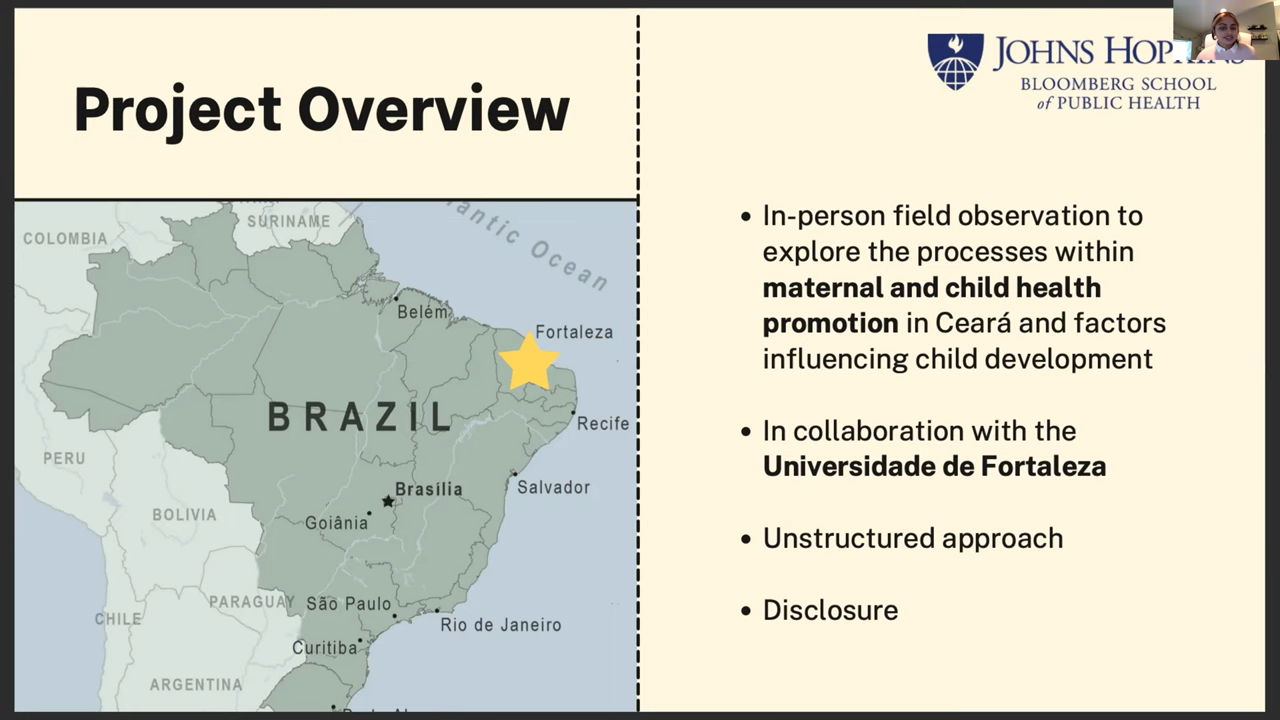 Project Overview
JOHNS HOPKINS
BLOOMBERG SCHOOL
of PUBLIC HEALTH
In-person field observation to
explore the processes within
maternal and child health
promotion in Ceará and factors
influencing child development
In collaboration with the
Universidade de Fortaleza
Unstructured approach
Disclosure
SURINAME
COLOMBIA
Atlantic Ocean
Belém
Fortaleza
BRAZIL
Recife
PERU
Brasília
Salvador
BOLIVIA
Goiânia
PARAGUAY
São Paulo
CHILE
Rio de Janeiro
Curitiba
ARGENTINA